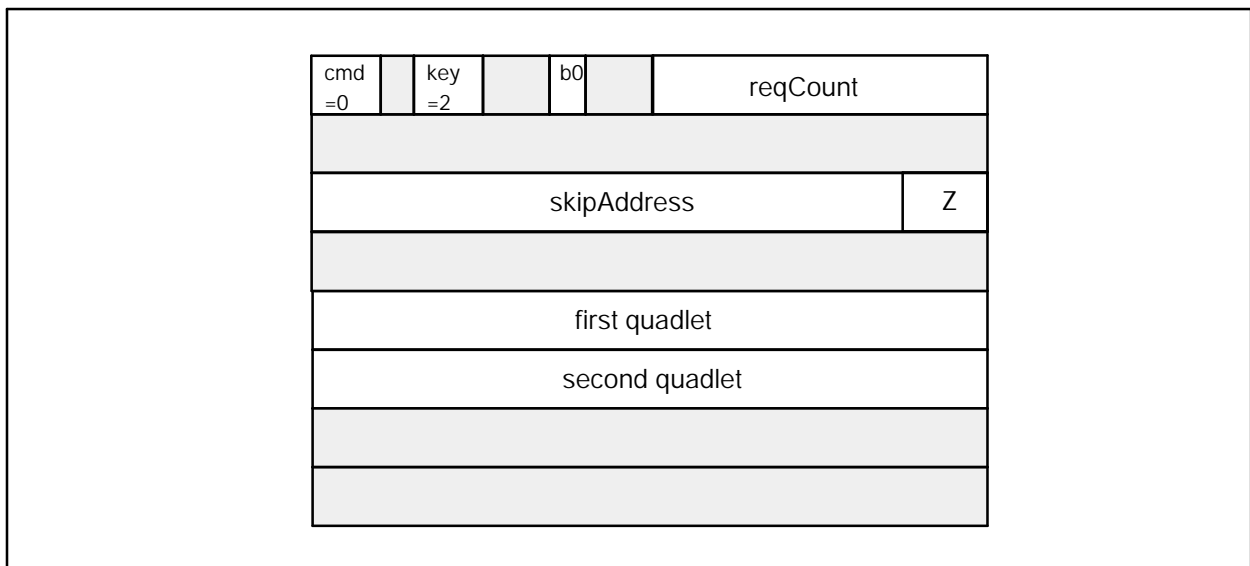 cmd =0 key =2 b0 reqCount
skipAddress Z
first quadlet
second quadlet